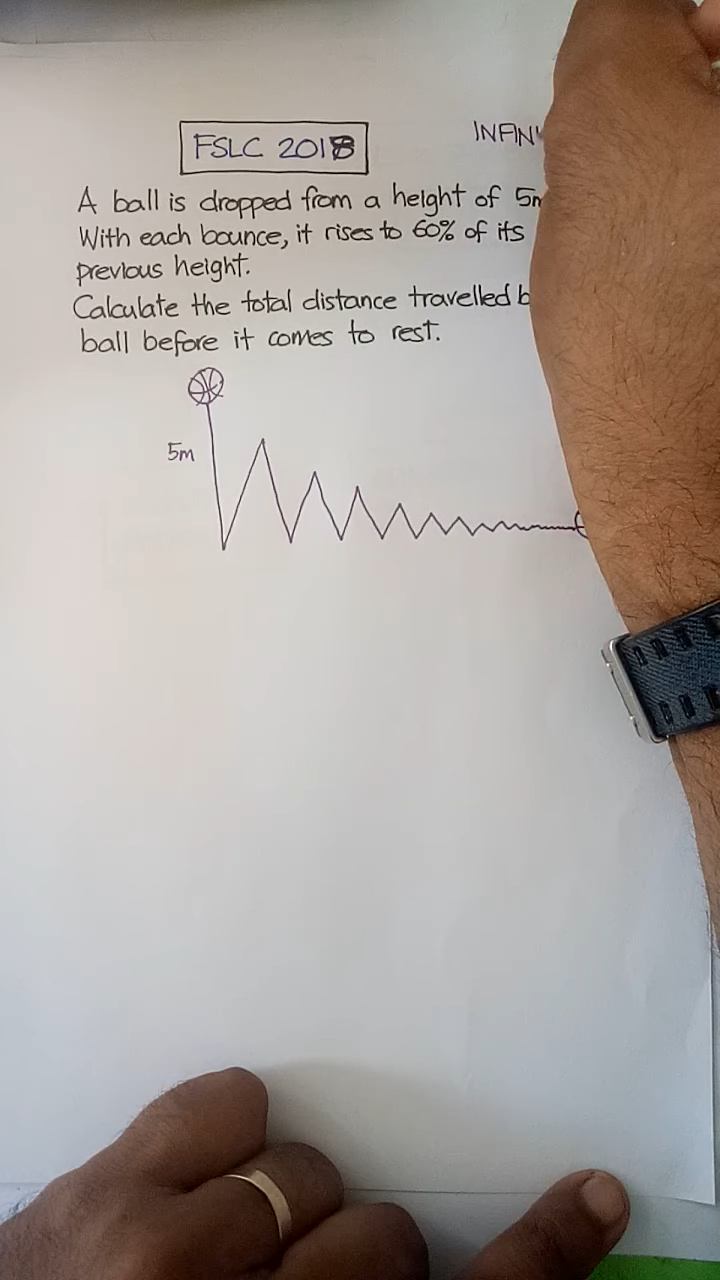 FSLC 2018
INFIN
A ball is dropped from a height of 5m
With each bounce, it rises to 60% of its
previous height.
Calculate the total distance travelled b
ball before it comes to rest.
5m